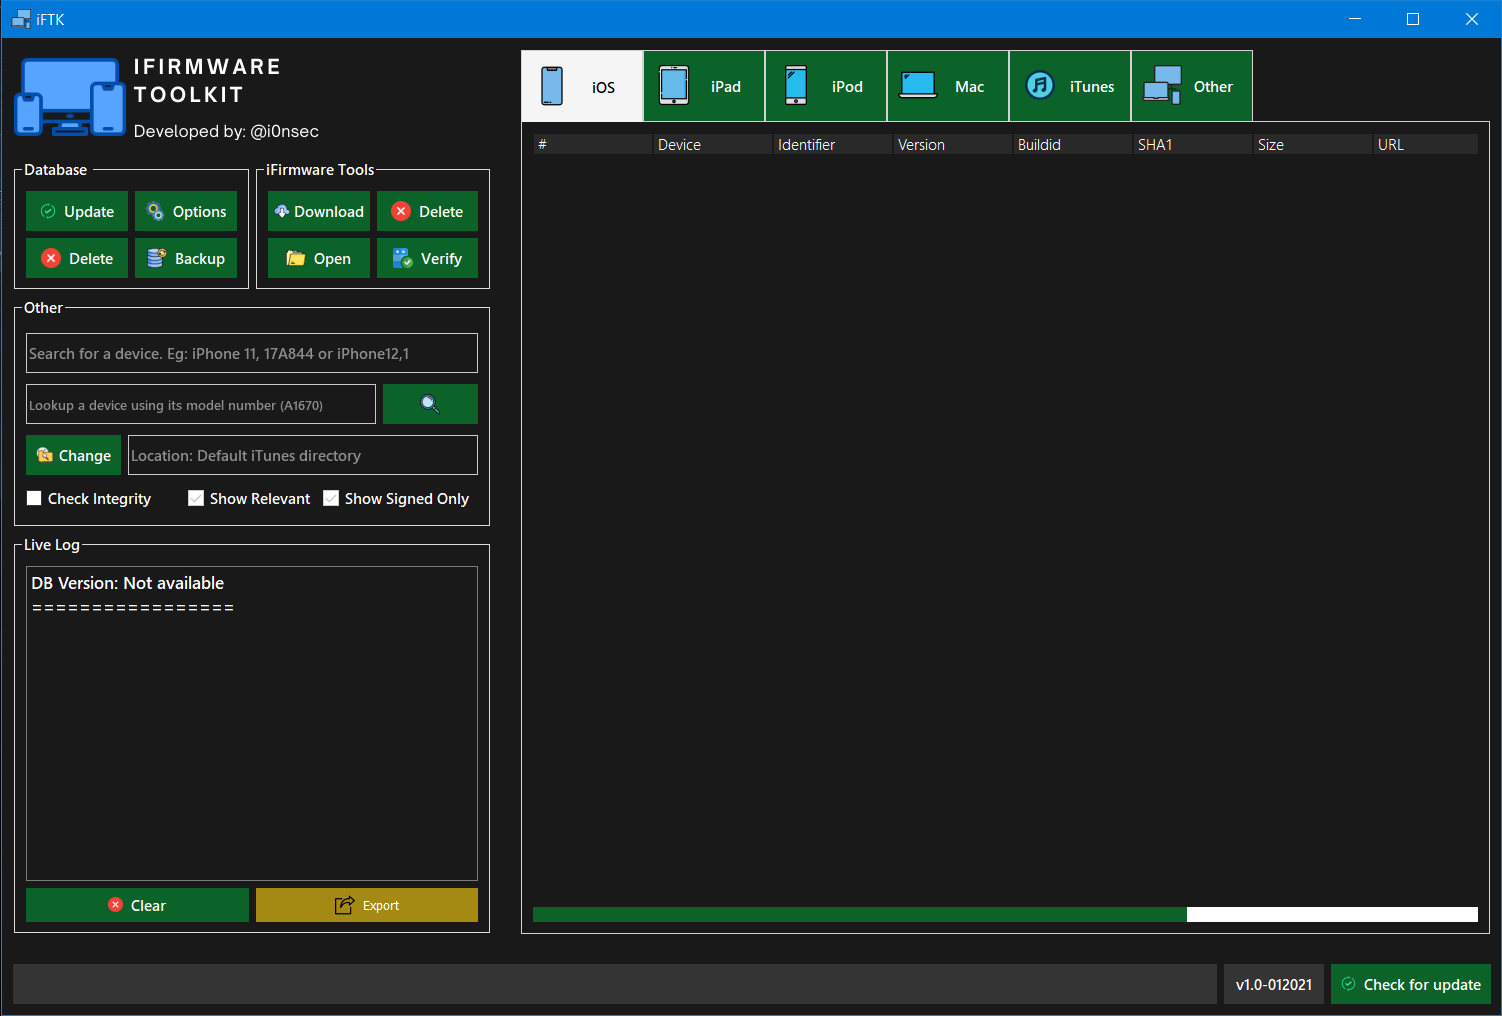 iFTK
IFIRMWARE
TOOLKIT
Developed by: @i0nsec
Database
Update
Options
Delete
Backup
iFirmware Tools
Download
Delete
Open
Verify
Other
Search for a device. Eg: iPhone 11, 17A844 or iPhone12,1
Lookup a device using its model number (A1670)
Change
Location: Default iTunes directory
Check Integrity
Show Relevant
Show Signed Only
Live Log
DB Version: Not available
=================
Clear
Export
iOS
iPad
iPod
Mac
iTunes
Other
# Device Identifier Version Buildid SHA1 Size URL
v1.0-012021
Check for update